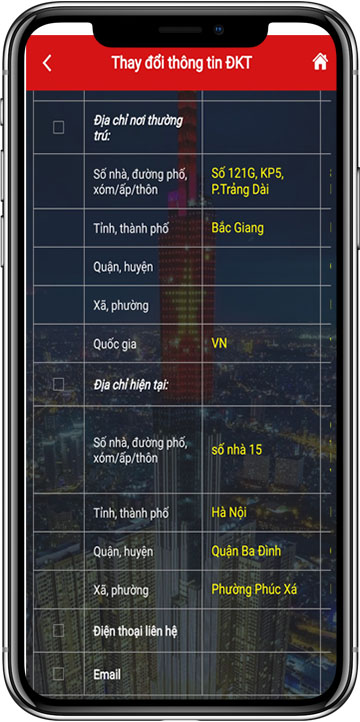 Thay đổi thông tin ĐKT
Địa chỉ nơi thường
trú:
Số nhà, đường phố,
xóm/ấp/thôn
Số 121G, KP5,
P.Trảng Dài
Tỉnh, thành phố
Bắc Giang
Quận, huyện
Xã, phường
Quốc gia
VN
Địa chỉ hiện tại:
Số nhà, đường phố,
xóm/ấp/thôn
số nhà 15
Tỉnh, thành phố
Hà Nội
Quận, huyện
Quận Ba Đình
Xã, phường
Phường Phúc Xá
Điện thoại liên hệ
Email